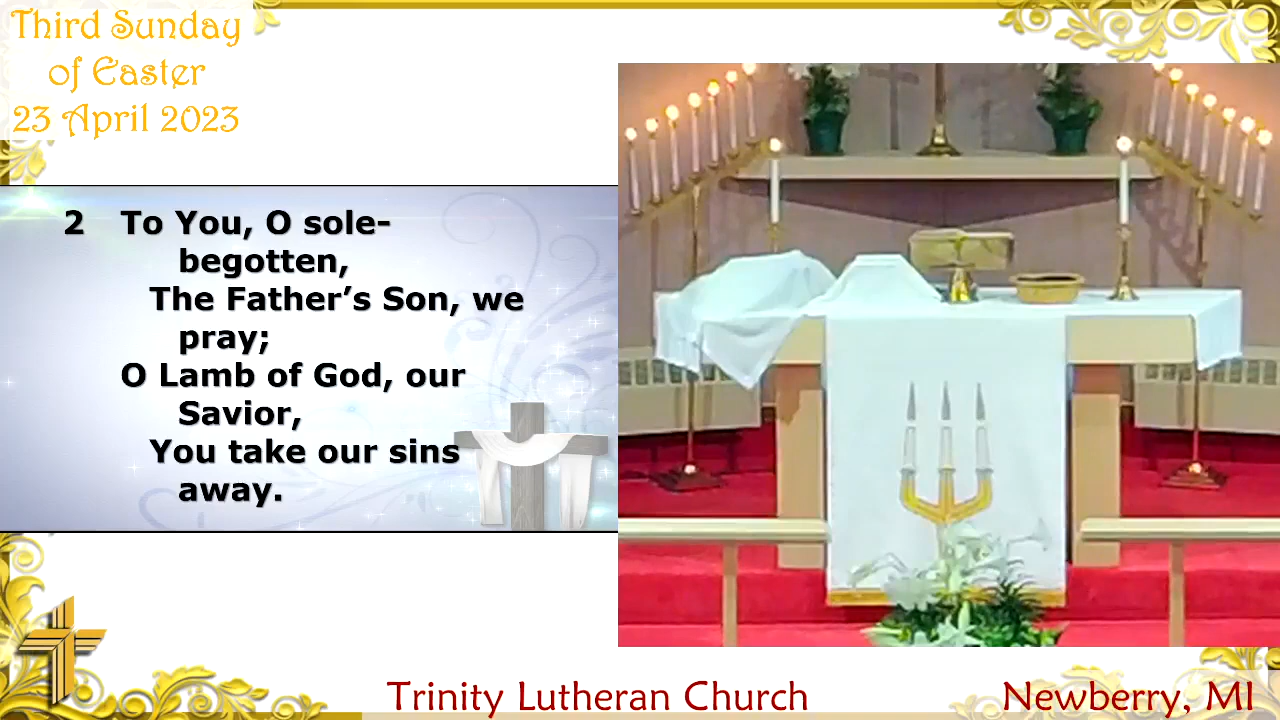 Third Sunday
of Easter
23 April 2023
2 To You, O sole-
begotten,
The Father's Son, we
pray;
O Lamb of God, our
Savior,
You take our sins
away.
Trinity Lutheran Church
Newberry, MI